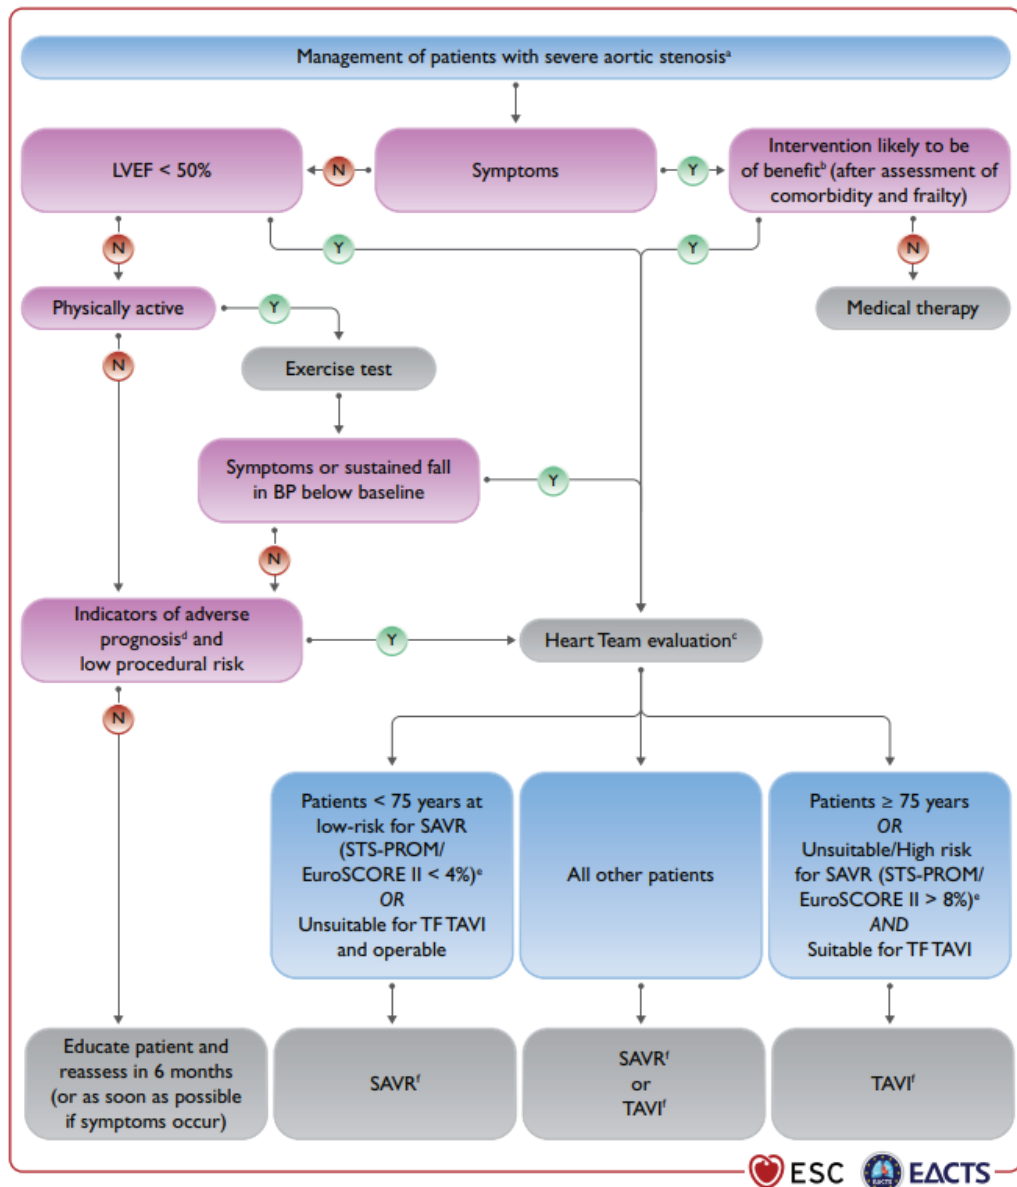 Management of patients with severe aortic stenosisᵃ
LVEF < 50%
N
Symptoms
Y
Intervention likely to be
of benefitᵇ (after assessment of
comorbidity and frailty)
N
Y
Y
N
Physically active
Y
Medical therapy
N
Exercise test
Symptoms or sustained fall
in BP below baseline
Y
N
Indicators of adverse
prognosisᵈ and
low procedural risk
Y
Heart Team evaluationᶜ
N
Patients < 75 years at
low-risk for SAVR
(STS-PROM/
EuroSCORE II < 4%)ᵉ
OR
Unsuitable for TF TAVI
and operable
All other patients
Patients ≥ 75 years
OR
Unsuitable/High risk
for SAVR (STS-PROM/
EuroSCORE II > 8%)ᵉ
AND
Suitable for TF TAVI
Educate patient and
reassess in 6 months
(or as soon as possible
if symptoms occur)
SAVRᶠ
SAVRᶠ
or
TAVIᶠ
TAVIᶠ
ESC
EACTS
EACTS